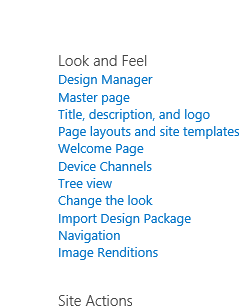 Look and Feel
Design Manager
Master page
Title, description, and logo
Page layouts and site templates
Welcome Page
Device Channels
Tree view
Change the look
Import Design Package
Navigation
Image Renditions
Site Actions